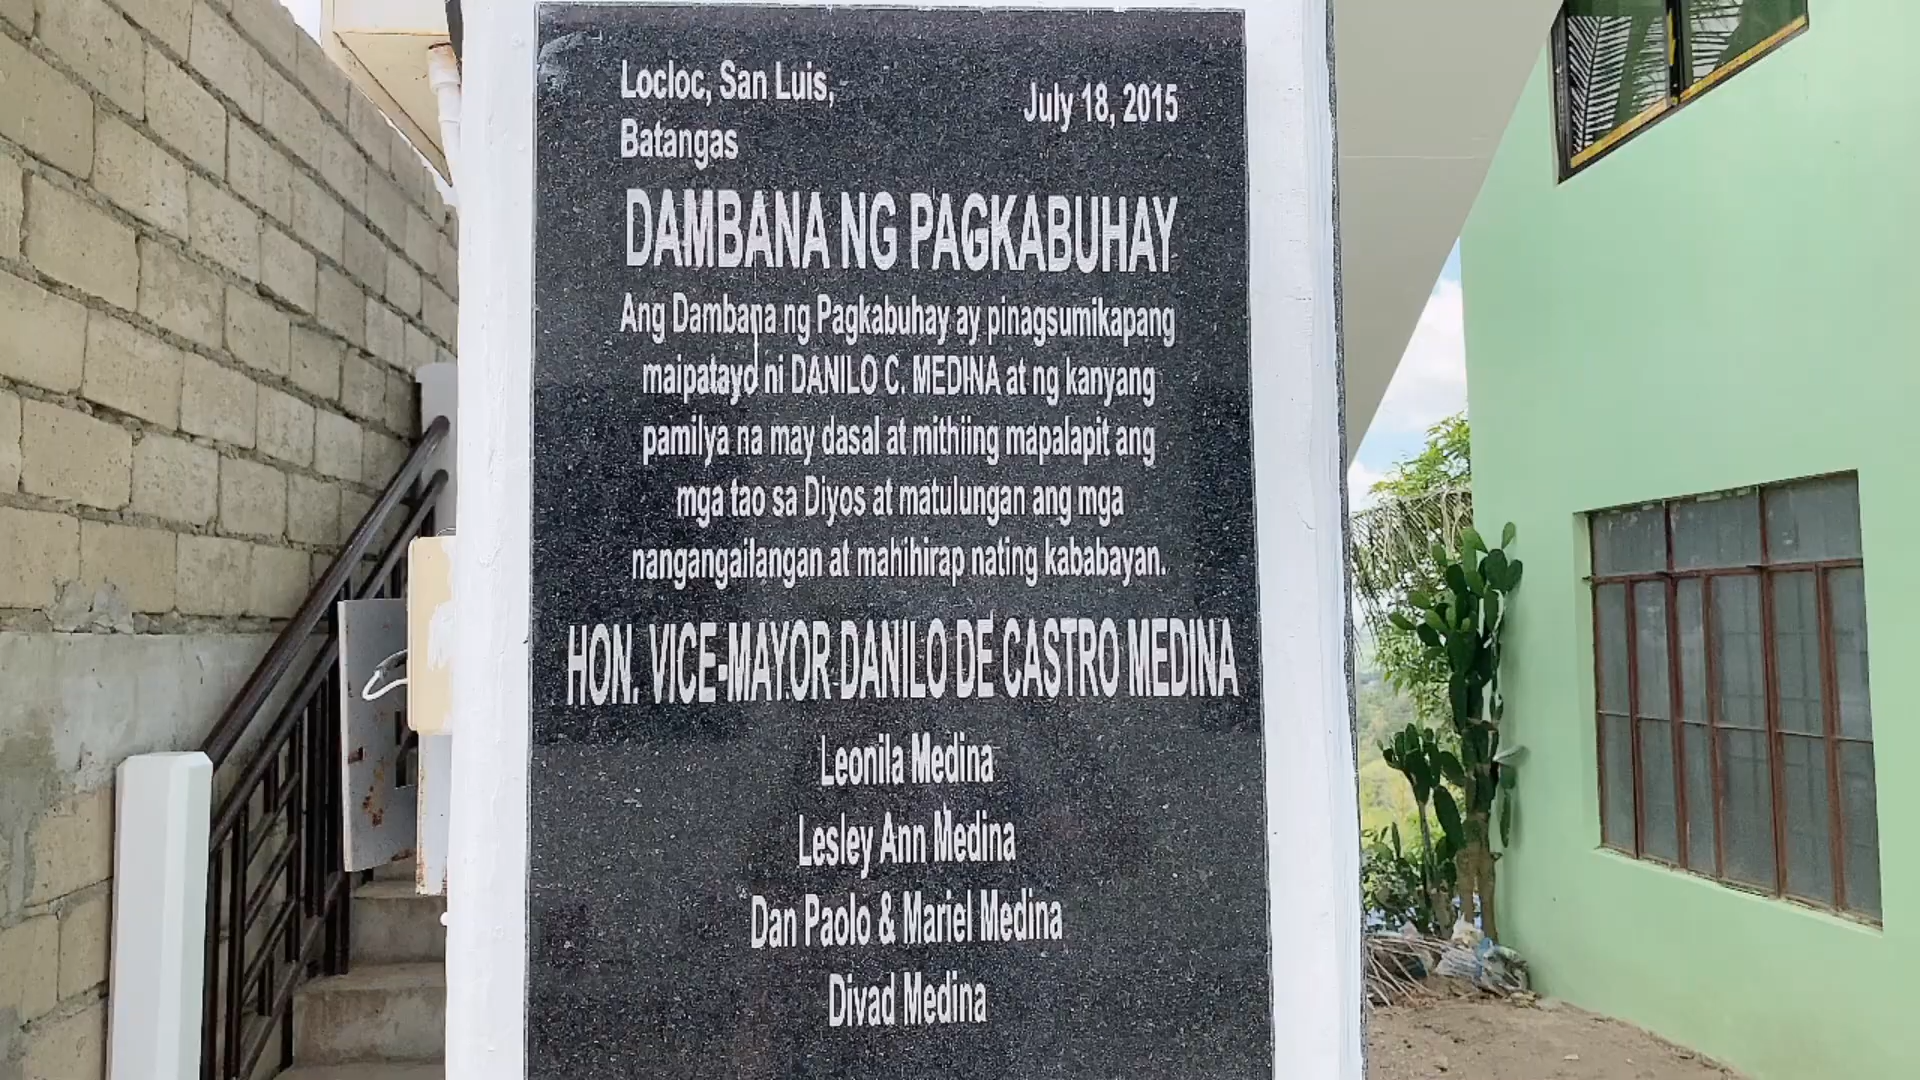 Locloc, San Luis,
Batangas
July 18, 2015
DAMBANA NG PAGKABUHAY
Ang Dambana ng Pagkabuhay ay pinagsumikapang
maipatayo ni DANILO C. MEDINA at ng kanyang
pamilya na may dasal at mithiing mapalapit ang
mga tao sa Diyos at matulungan ang mga
nangangailangan at mahihirap nating kababayan.
HON. VICE-MAYOR DANILO DE CASTRO MEDINA
Leonila Medina
Lesley Ann Medina
Dan Paolo & Mariel Medina
Divad Medina